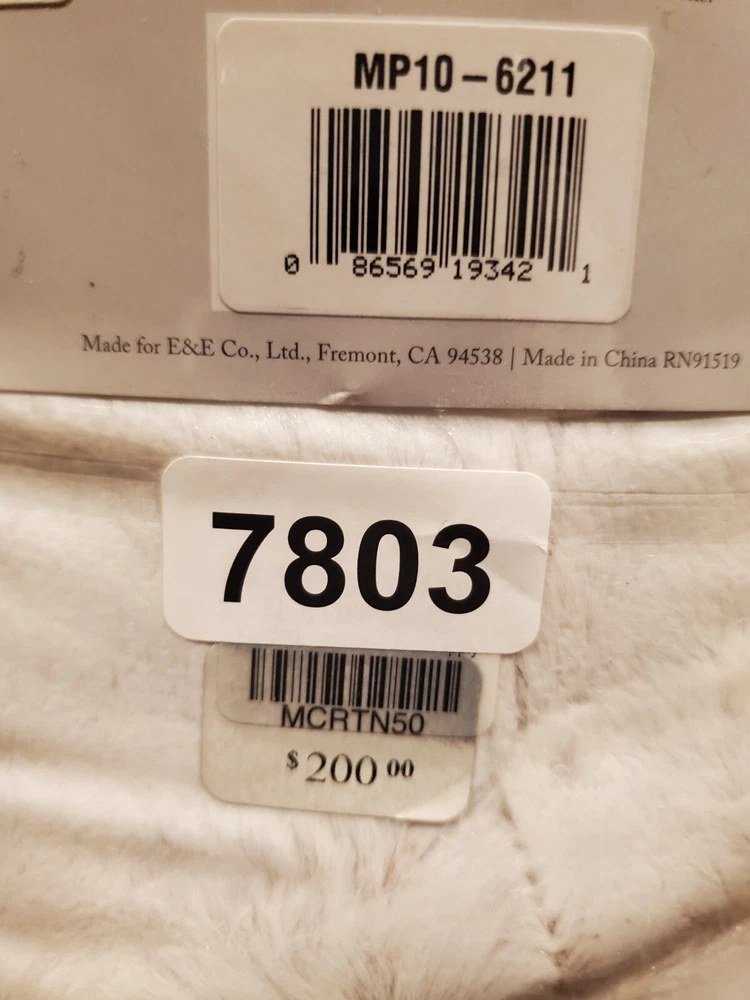 MP10-6211
0 86569 19342 1
Made for E&E Co., Ltd., Fremont, CA 94538 | Made in China RN91519
7803
MCRTN50
$200 00